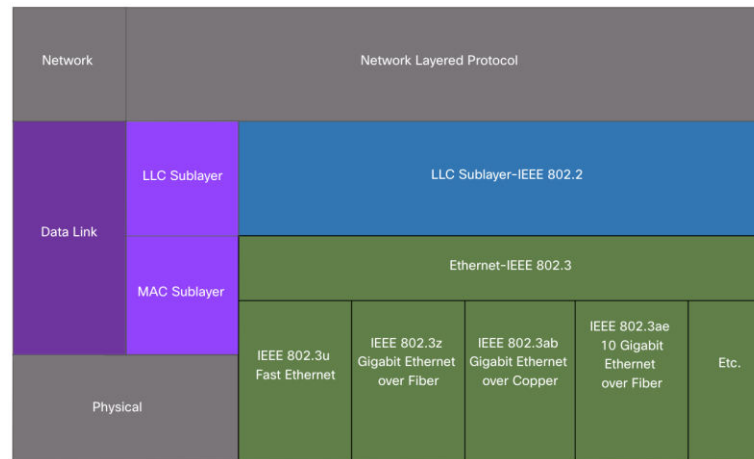 Network
Network Layered Protocol
Data Link
LLC Sublayer
LLC Sublayer-IEEE 802.2
MAC Sublayer
Ethernet-IEEE 802.3
IEEE 802.3u
Fast Ethernet
IEEE 802.3z
Gigabit Ethernet
over Fiber
IEEE 802.3ab
Gigabit Ethernet
over Copper
IEEE 802.3ae
10 Gigabit
Ethernet
over Fiber
Etc.
Physical